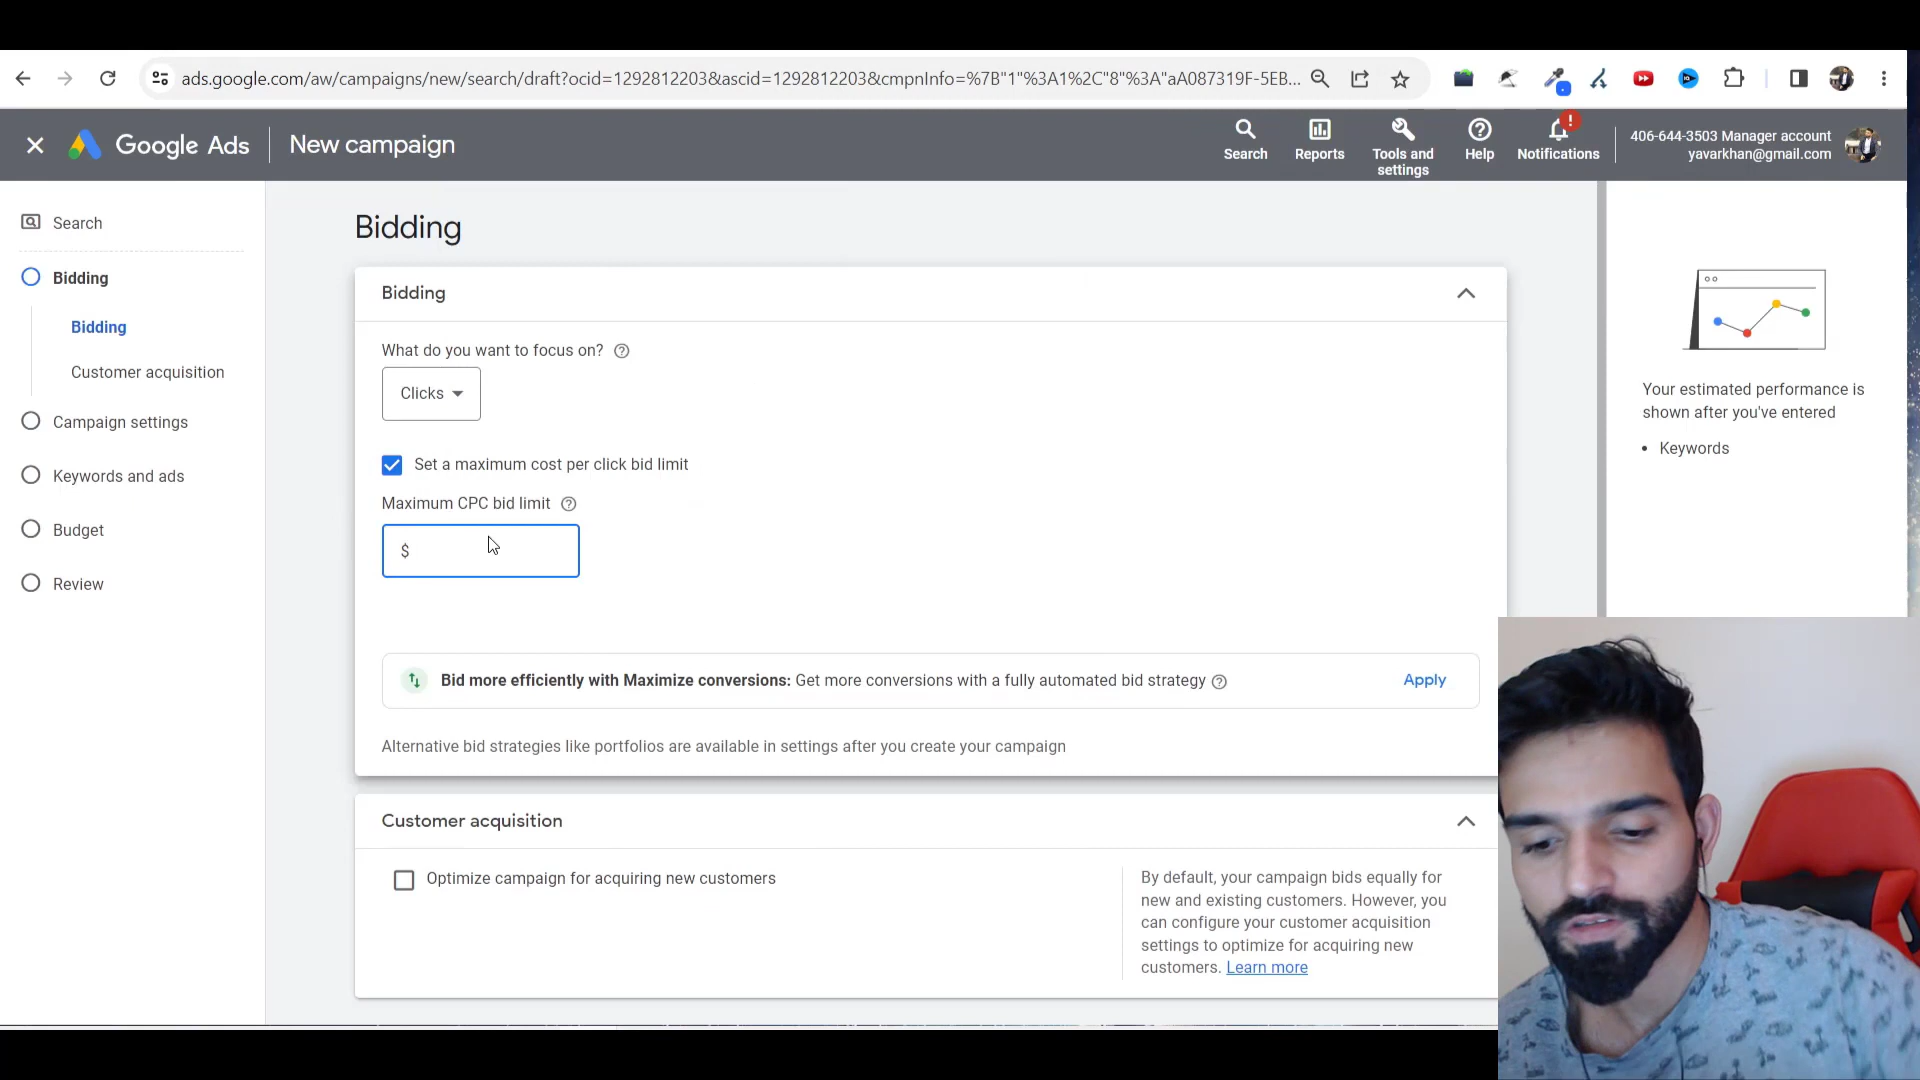 ads.google.com/aw/campaigns/new/search/draft?ocid=1292812203&ascid=1292812203&cmpnInfo=%7B"1"%3A1%2C"8"%3A"aA087319F-5EB...
Google Ads
New campaign
Search
Reports
Tools and
settings
Help
!
Notifications
406-644-3503 Manager account
yavarkhan@gmail.com
Search
Bidding
Bidding
Customer acquisition
Campaign settings
Keywords and ads
Budget
Review
Bidding
Bidding
What do you want to focus on?
Clicks
Set a maximum cost per click bid limit
Maximum CPC bid limit
$
Bid more efficiently with Maximize conversions: Get more conversions with a fully automated bid strategy
Apply
Alternative bid strategies like portfolios are available in settings after you create your campaign
Customer acquisition
Optimize campaign for acquiring new customers
By default, your campaign bids equally for
new and existing customers. However, you
can configure your customer acquisition
settings to optimize for acquiring new
customers. Learn more
Your estimated performance is
shown after you've entered
• Keywords